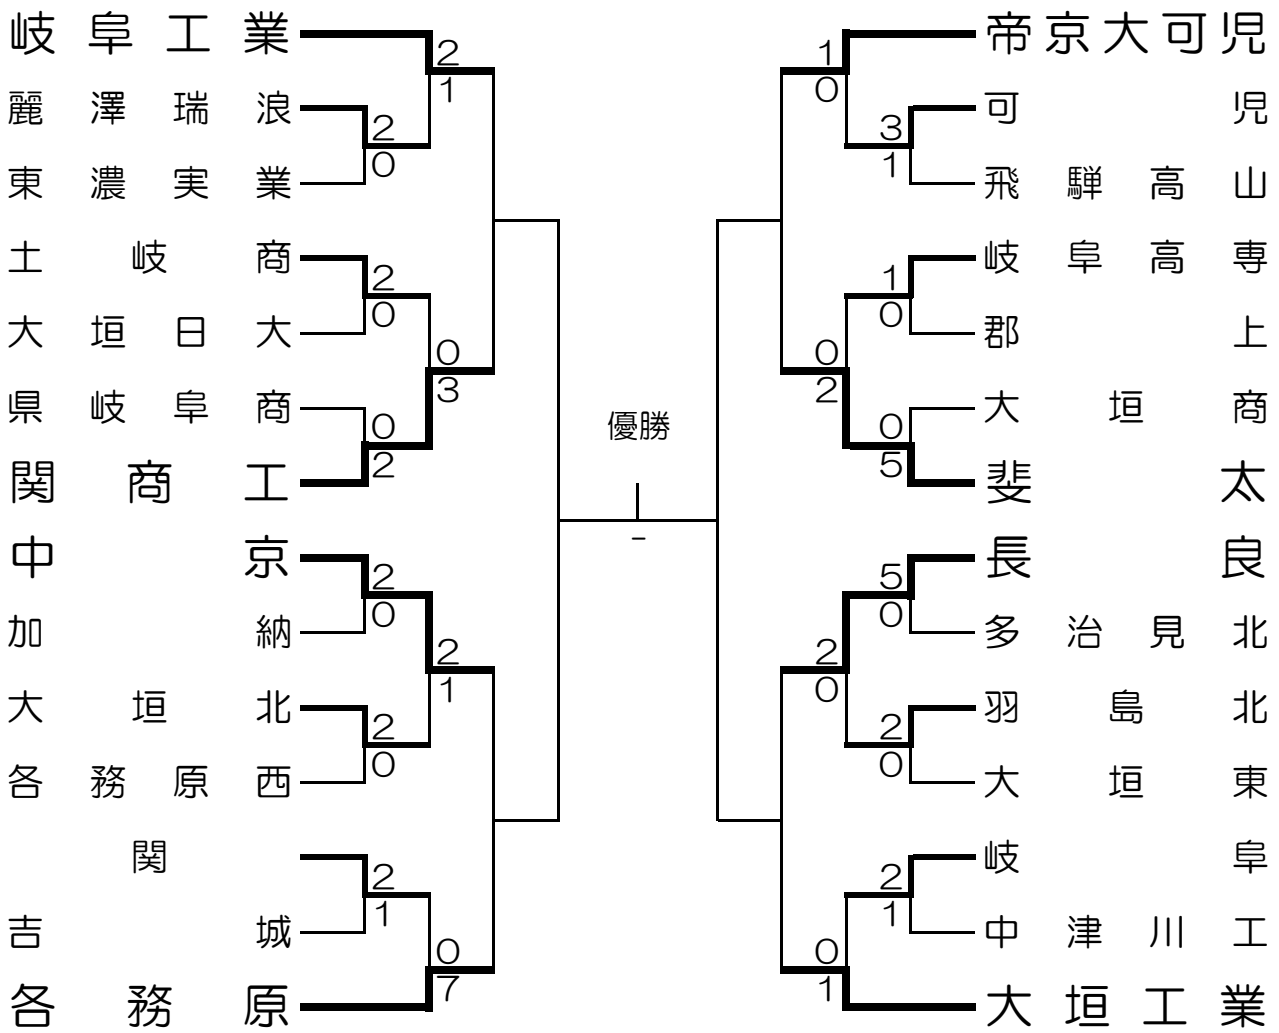 岐阜工業
2
1
麗澤瑞浪
2
0
東濃実業
土岐商
2
0
大垣日大
0
3
県岐阜商
0
2
関商工
中京
2
0
加納
2
1
大垣北
2
0
各務原西
関
2
1
吉城
0
7
各務原
優勝
-
帝京大可児
1
0
可児
3
1
飛騨高山
岐阜高専
1
0
郡上
0
2
大垣商
0
5
斐太
長良
5
0
多治見北
2
0
羽島北
2
0
大垣東
岐阜
2
1
中津川工
0
1
大垣工業